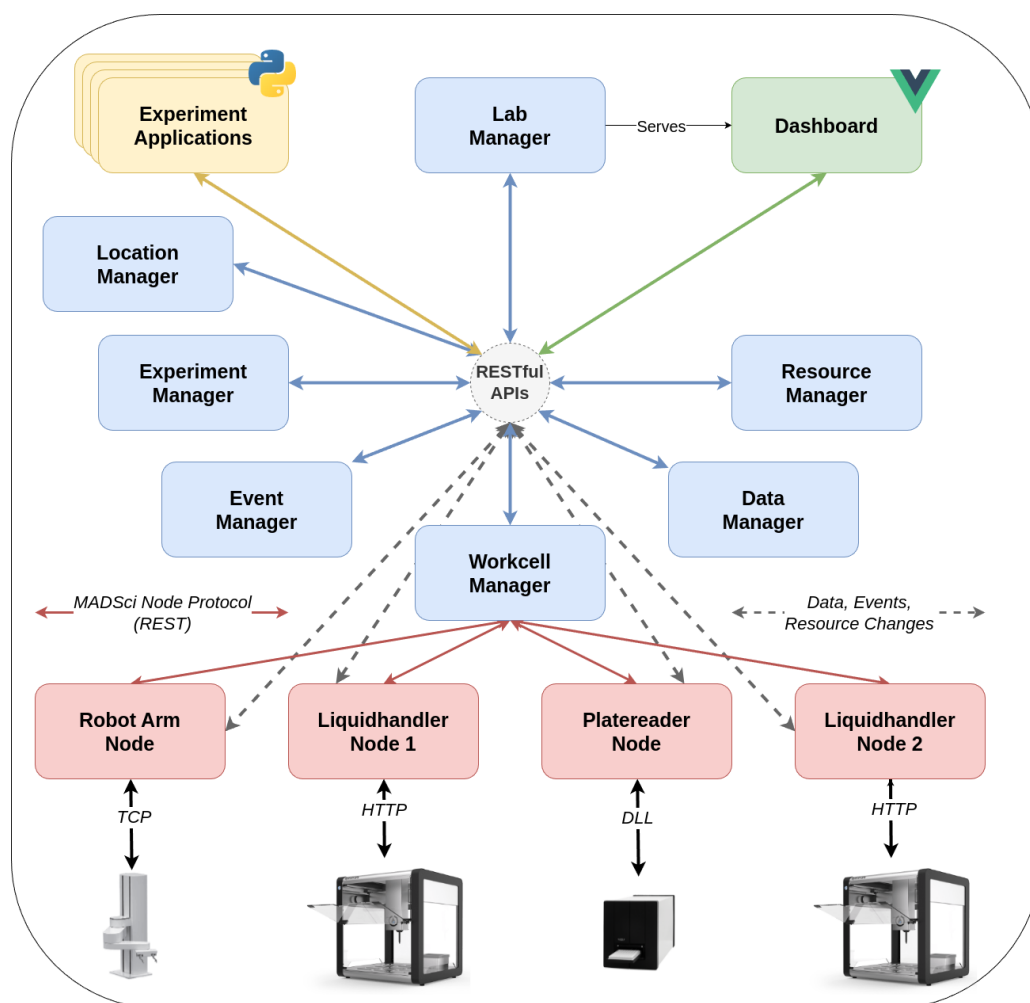 Experiment
Applications
Lab
Manager
Serves
Dashboard
Location
Manager
RESTful
APIs
Experiment
Manager
Resource
Manager
Event
Manager
Data
Manager
Workcell
Manager
MADSci Node Protocol
(REST)
Data, Events,
Resource Changes
Robot Arm
Node
Liquidhandler
Node 1
Platereader
Node
Liquidhandler
Node 2
TCP
HTTP
DLL
HTTP